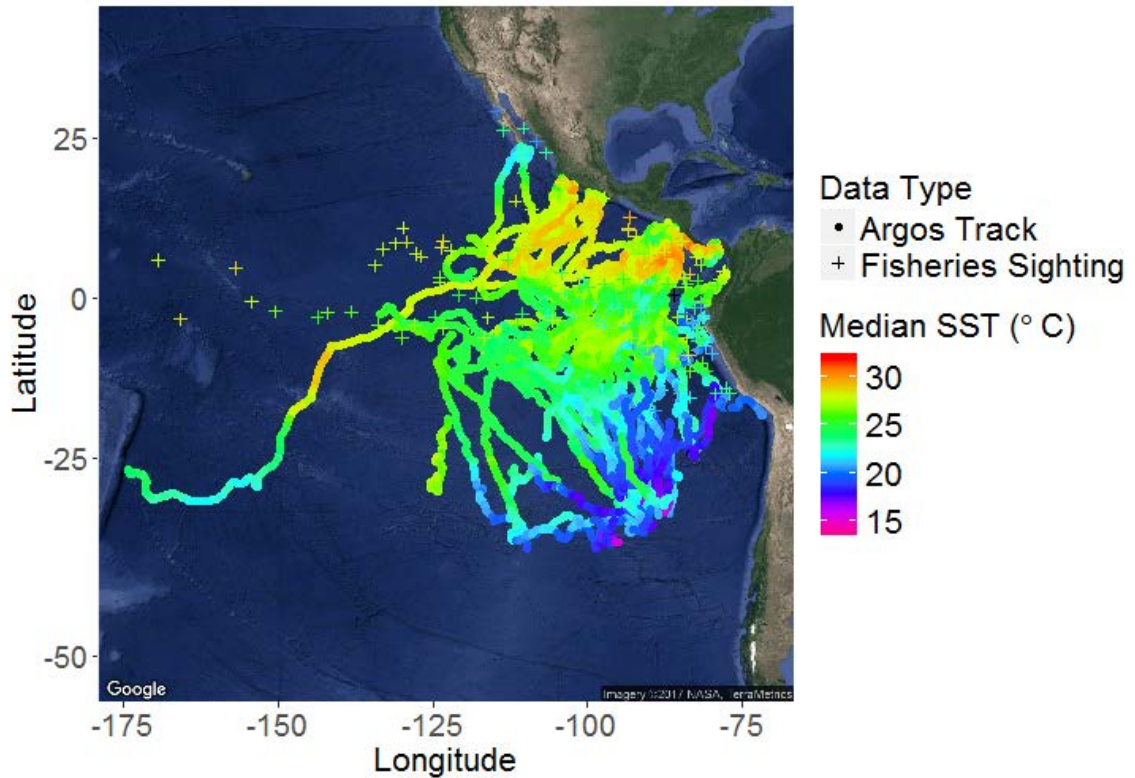 25
0
-25
-50
Latitude
-175
-150
-125
-100
-75
Longitude
Google
Imagery ©2017 NASA, TerraMetrics
Data Type
Argos Track
Fisheries Sighting
Median SST (° C)
30
25
20
15